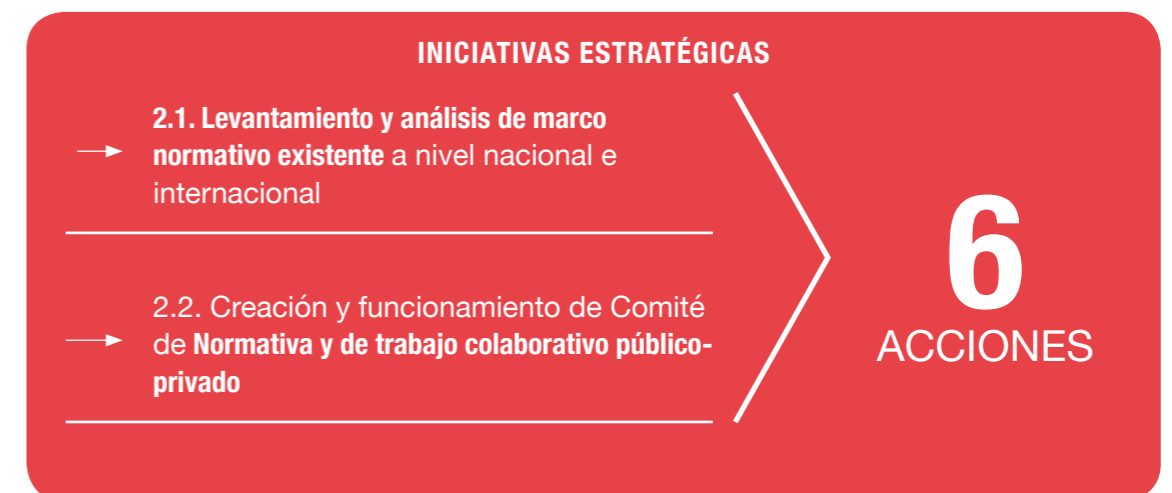 INICIATIVAS ESTRATÉGICAS
2.1. Levantamiento y análisis de marco
normativo existente a nivel nacional e
internacional
2.2. Creación y funcionamiento de Comité
de Normativa y de trabajo colaborativo público-
privado
6
ACCIONES